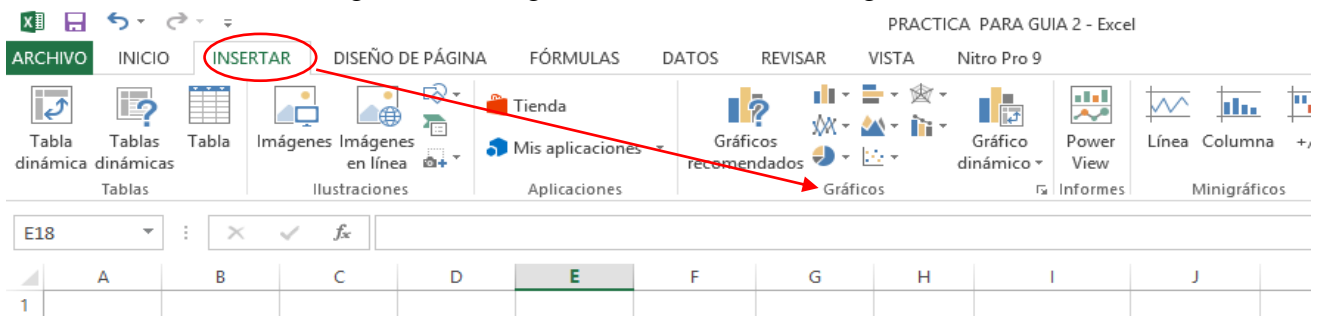 PRACTICA PARA GUIA 2 - Excel
ARCHIVO INICIO INSERTAR DISEÑO DE PÁGINA FÓRMULAS DATOS REVISAR VISTA Nitro Pro 9
Tabla dinámica
Tablas dinámicas
Tabla
Imágenes
Imágenes en línea
Tienda
Mis aplicaciones
Gráficos recomendados
Gráfico dinámico
Power View
Línea
Columna
+/
Tablas Ilustraciones Aplicaciones Gráficos Informes Minigráficos
E18 fx
A B C D E F G H I J
1